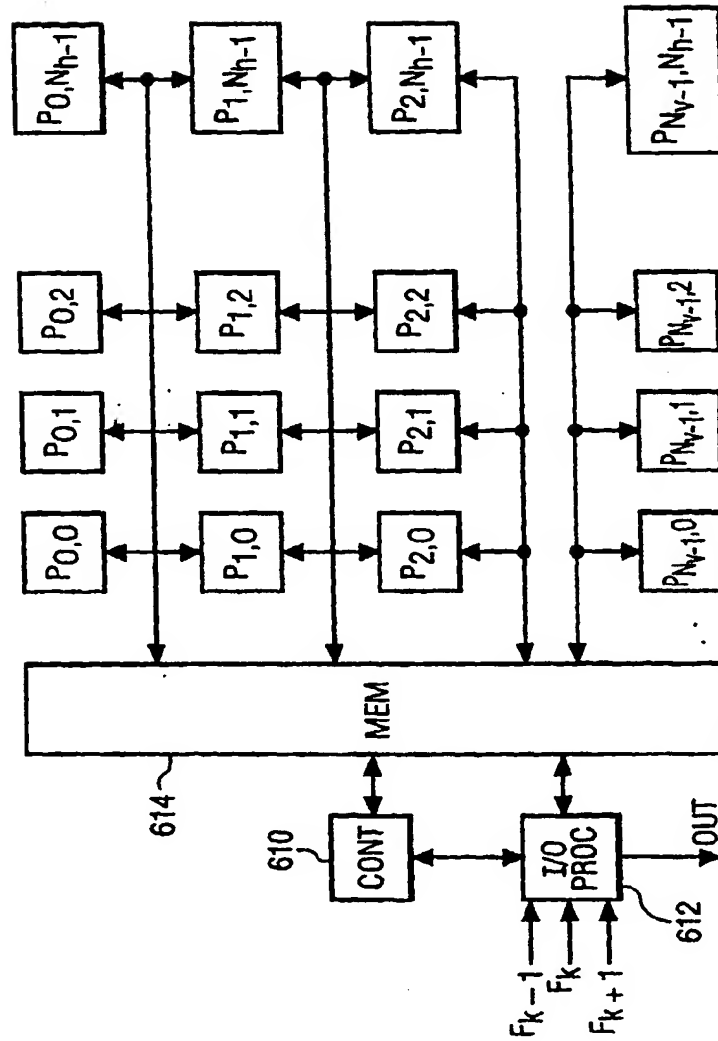 P0,0
P0,1
P0,2
P0,Nh-1
P1,0
P1,1
P1,2
P1,Nh-1
P2,0
P2,1
P2,2
P2,Nh-1
PNv-1,0
PNv-1,1
PNv-1,2
PNv-1,Nh-1
MEM
614
610
CONT
I/O
PROC
612
OUT
Fk-1
Fk
Fk+1